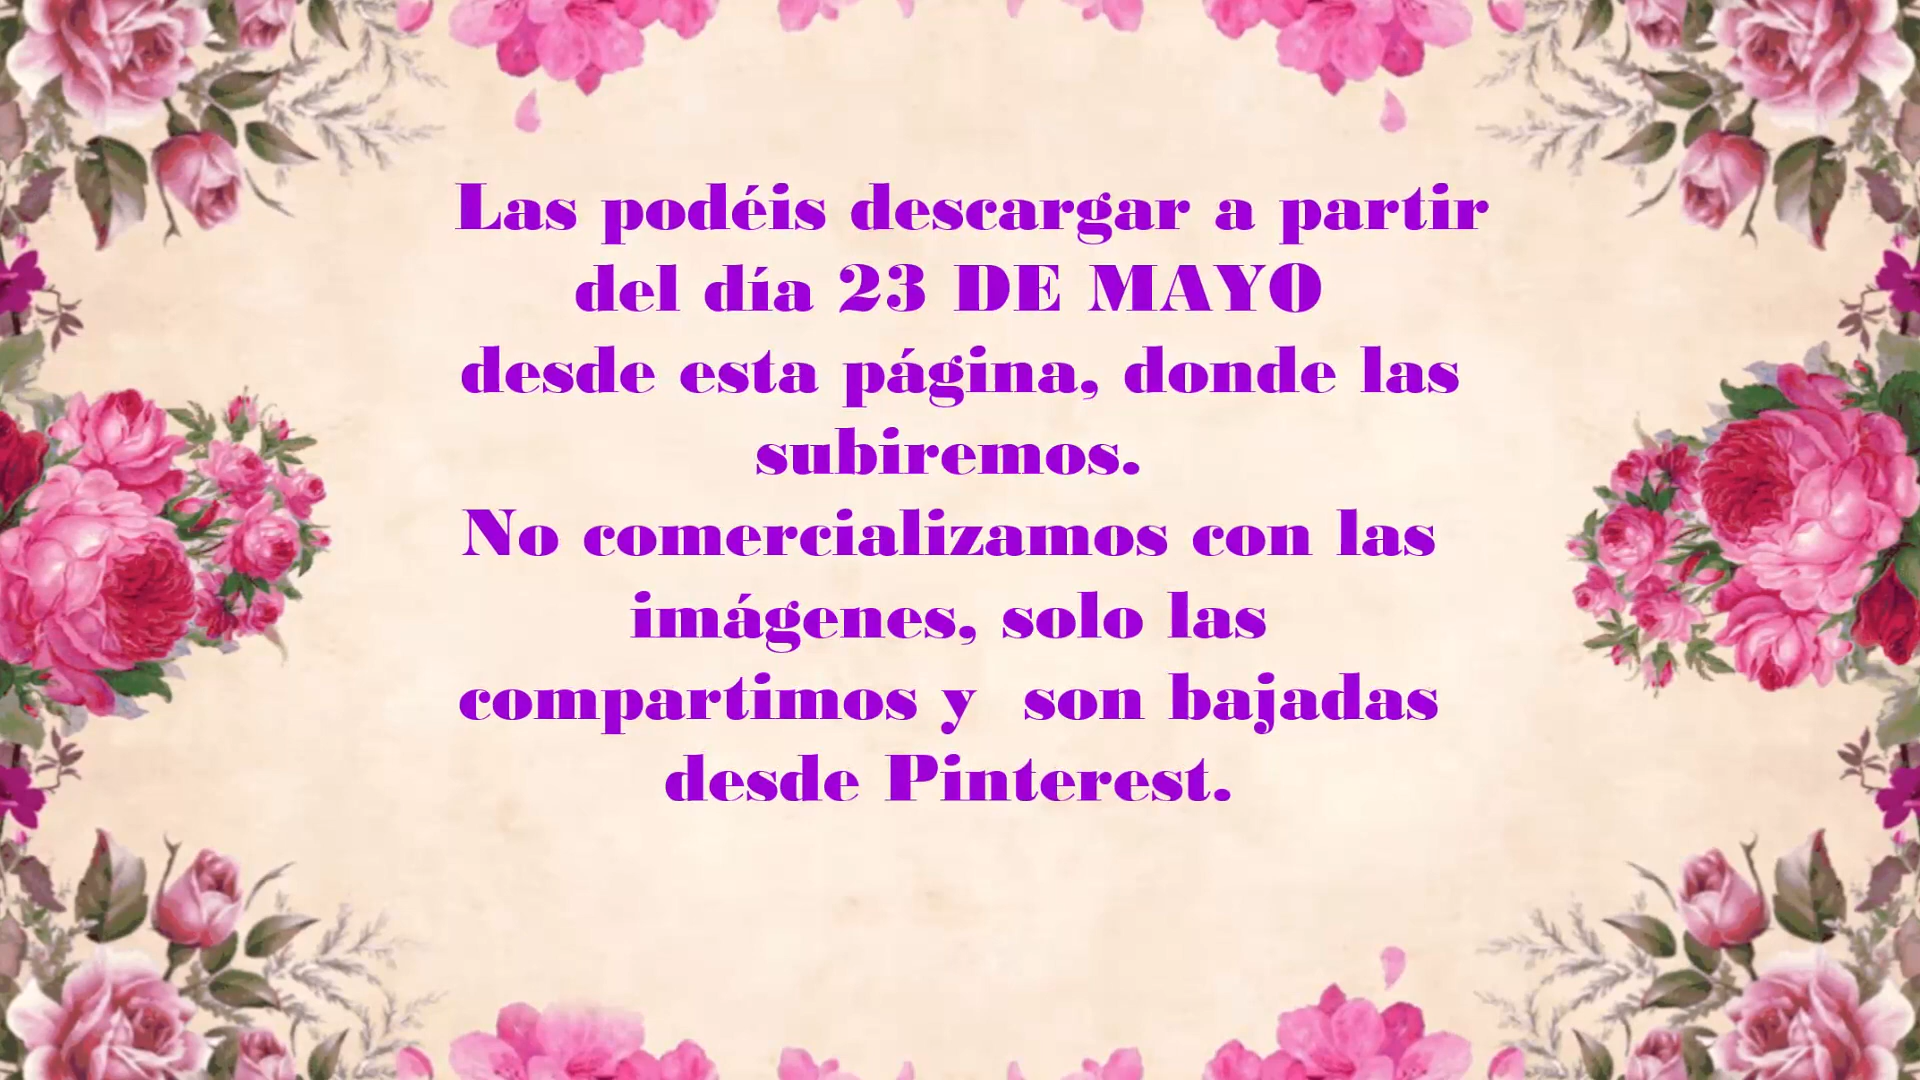 Las podéis descargar a partir
del día 23 DE MAYO
desde esta página, donde las
subiremos.
No comercializamos con las
imágenes, solo las
compartimos y  son bajadas
desde Pinterest.